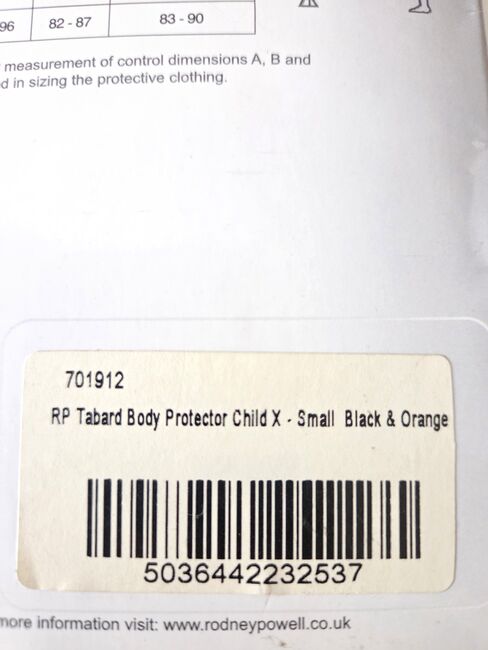 96 82 - 87 83 - 90
measurement of control dimensions A, B and
d in sizing the protective clothing.
701912
RP Tabard Body Protector Child X - Small Black & Orange
5036442232537
more information visit: www.rodneypowell.co.uk